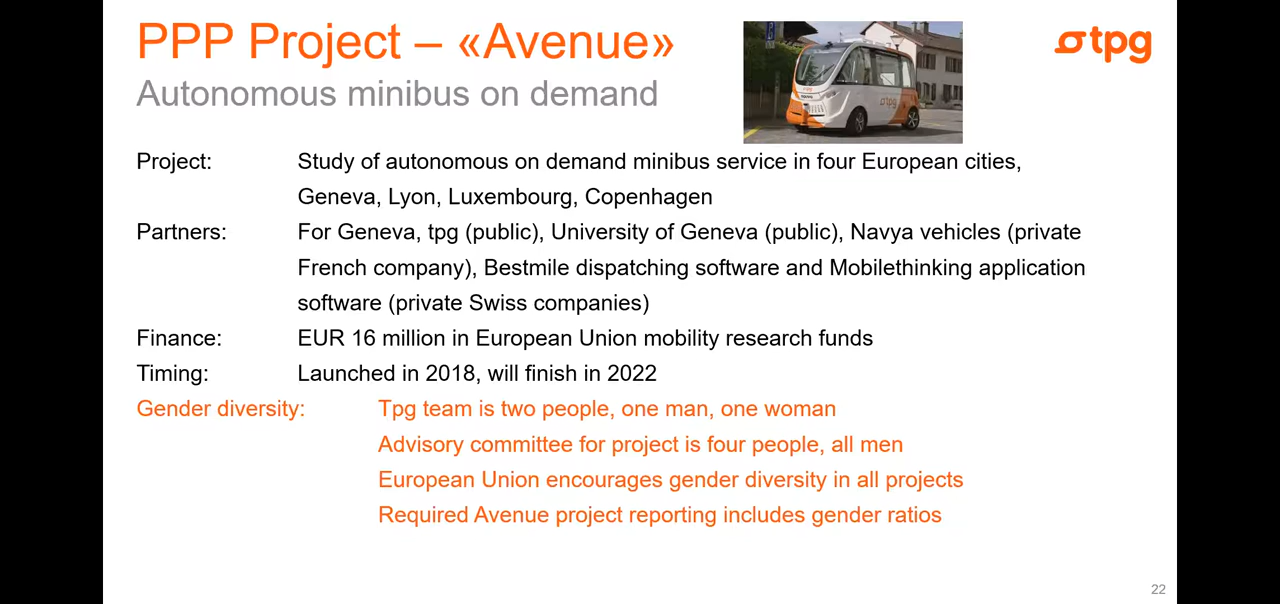 PPP Project – «Avenue»
Autonomous minibus on demand
tpg
tpg
Project: Study of autonomous on demand minibus service in four European cities,
Geneva, Lyon, Luxembourg, Copenhagen
Partners: For Geneva, tpg (public), University of Geneva (public), Navya vehicles (private
French company), Bestmile dispatching software and Mobilethinking application
software (private Swiss companies)
Finance: EUR 16 million in European Union mobility research funds
Timing: Launched in 2018, will finish in 2022
Gender diversity: Tpg team is two people, one man, one woman
Advisory committee for project is four people, all men
European Union encourages gender diversity in all projects
Required Avenue project reporting includes gender ratios
22